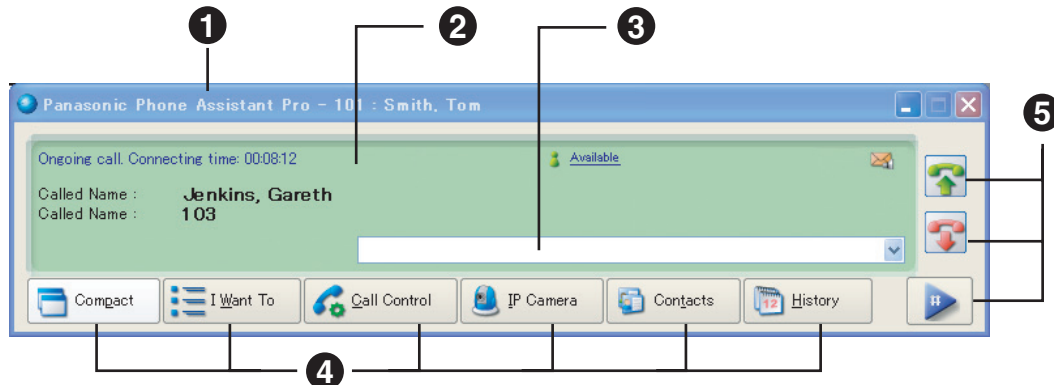 1 2 3
Panasonic Phone Assistant Pro - 101 : Smith, Tom
5
Ongoing call. Connecting time: 00:08:12 Available
Called Name : Jenkins, Gareth
Called Name : 103
Compact I Want To Call Control IP Camera Contacts 12 History #
4